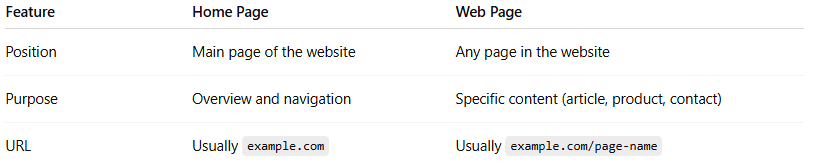 Feature Home Page Web Page
Position Main page of the website Any page in the website
Purpose Overview and navigation Specific content (article, product, contact)
URL Usually example.com Usually example.com/page-name